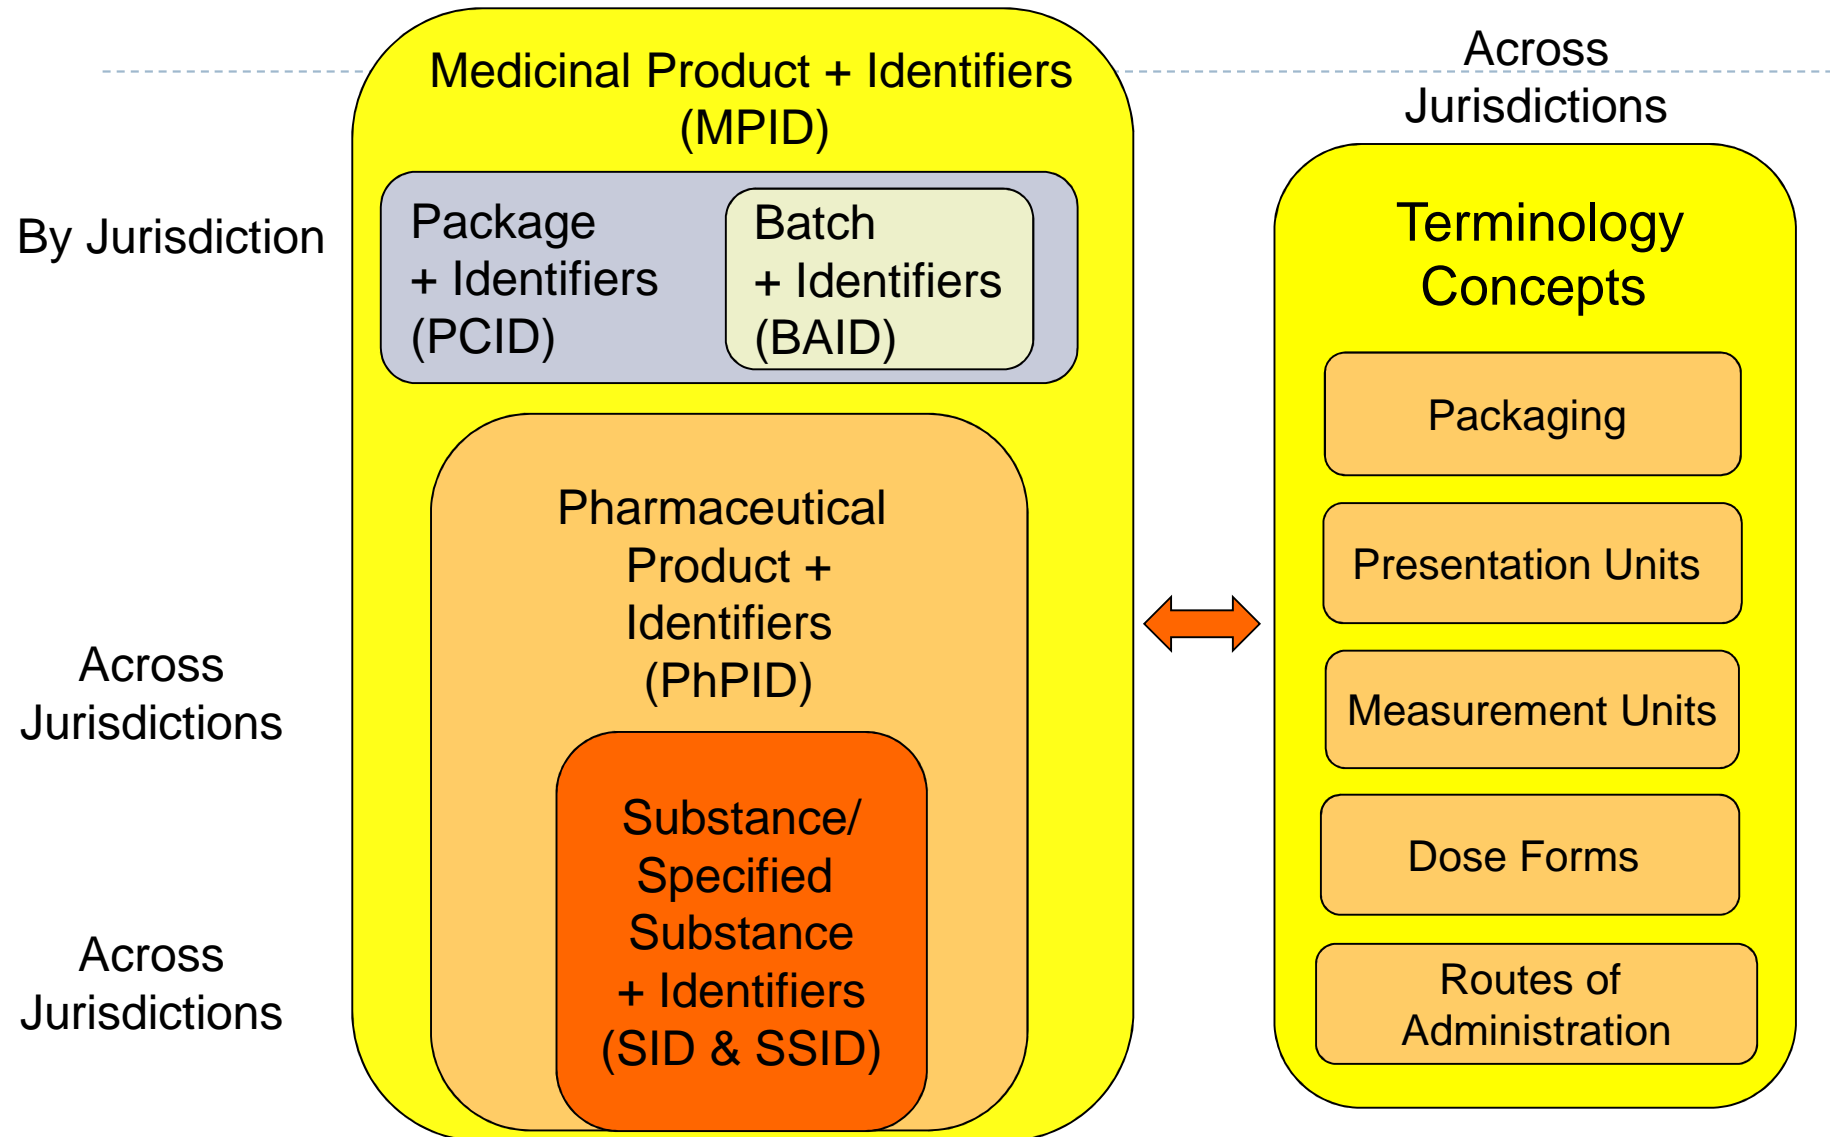 Medicinal Product + Identifiers
(MPID)
By Jurisdiction
Package
+ Identifiers
(PCID)
Batch
+ Identifiers
(BAID)
Pharmaceutical
Product +
Identifiers
(PhPID)
Across
Jurisdictions
Substance/
Specified
Substance
+ Identifiers
(SID & SSID)
Across
Jurisdictions
Across
Jurisdictions
Terminology
Concepts
Packaging
Presentation Units
Measurement Units
Dose Forms
Routes of
Administration